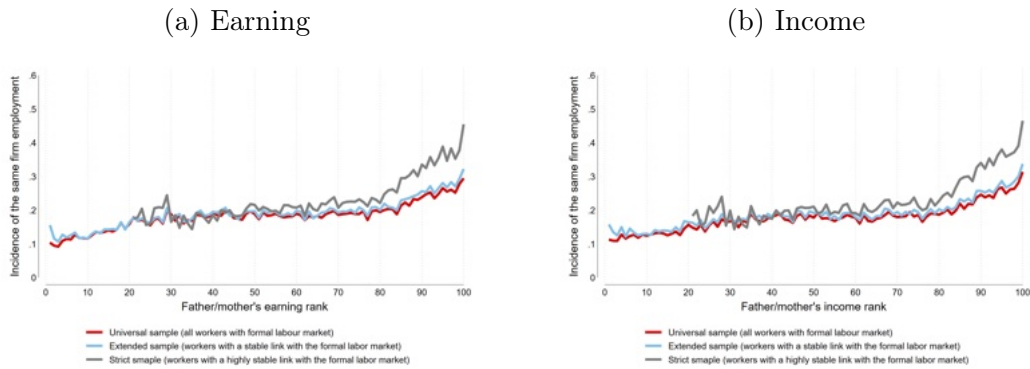 (a) Earning
(b) Income
Incidence of the same firm employment
.6
.5
.4
.3
.2
.1
0
0 10 20 30 40 50 60 70 80 90 100
Father/mother's earning rank
Universal sample (all workers with formal labour market)
Extended sample (workers with a stable link with the formal labor market)
Strict smaple (workers with a highly stable link with the formal labor market)
Incidence of the same firm employment
.6
.5
.4
.3
.2
.1
0
0 10 20 30 40 50 60 70 80 90 100
Father/mother's income rank
Universal sample (all workers with formal labour market)
Extended sample (workers with a stable link with the formal labor market)
Strict smaple (workers with a highly stable link with the formal labor market)